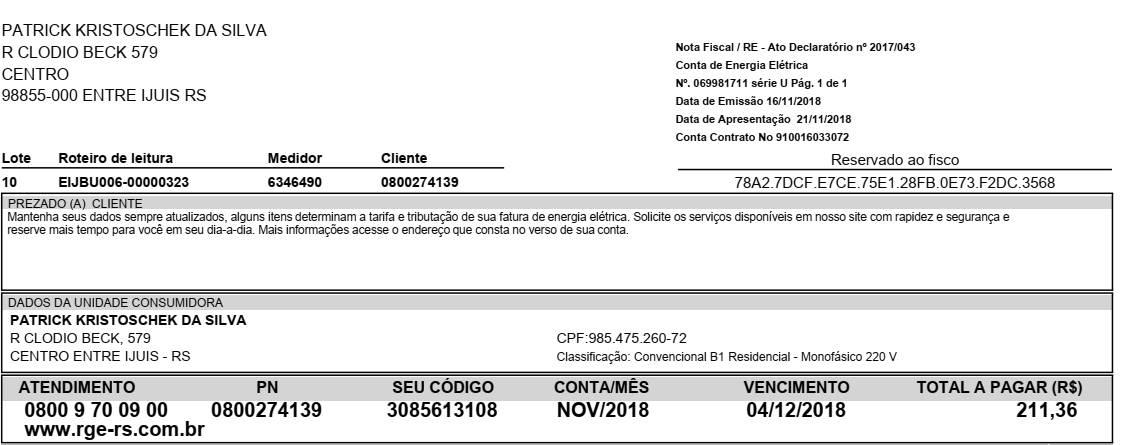 PATRICK KRISTOSCHEK DA SILVA
R CLODIO BECK 579
CENTRO
98855-000 ENTRE IJUIS RS
Nota Fiscal / RE - Ato Declaratório nº 2017/043
Conta de Energia Elétrica
Nº. 069981711 série U Pág. 1 de 1
Data de Emissão 16/11/2018
Data de Apresentação 21/11/2018
Conta Contrato No 910016033072
Lote Roteiro de leitura Medidor Cliente
Reservado ao fisco
10 EIJBU006-00000323 6346490 0800274139
78A2.7DCF.E7CE.75E1.28FB.0E73.F2DC.3568
PREZADO (A) CLIENTE
Mantenha seus dados sempre atualizados, alguns itens determinam a tarifa e tributação de sua fatura de energia elétrica. Solicite os serviços disponíveis em nosso site com rapidez e segurança e
reserve mais tempo para você em seu dia-a-dia. Mais informações acesse o endereço que consta no verso de sua conta.
DADOS DA UNIDADE CONSUMIDORA
PATRICK KRISTOSCHEK DA SILVA
R CLODIO BECK, 579 CPF:985.475.260-72
CENTRO ENTRE IJUIS - RS Classificação: Convencional B1 Residencial - Monofásico 220 V
ATENDIMENTO PN SEU CÓDIGO CONTA/MÊS VENCIMENTO TOTAL A PAGAR (R$)
0800 9 70 09 00 0800274139 3085613108 NOV/2018 04/12/2018 211,36
www.rge-rs.com.br